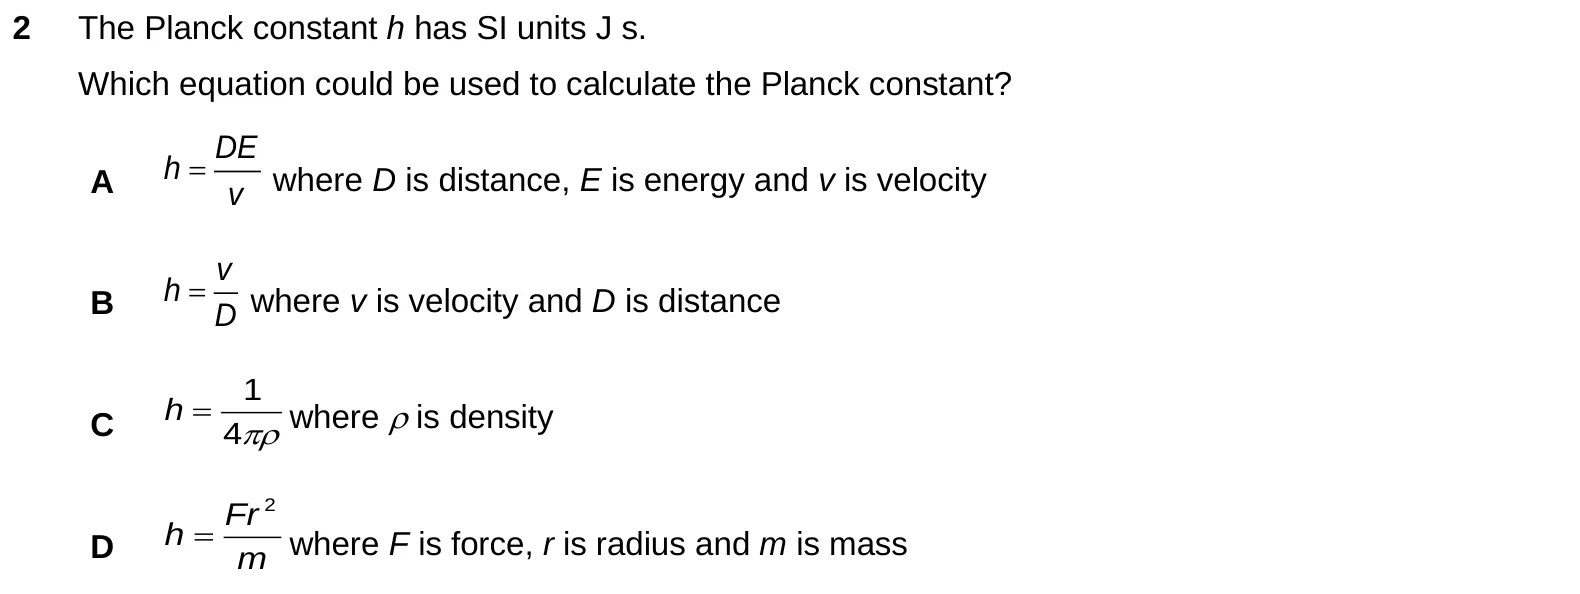 2 The Planck constant h has SI units J s.
Which equation could be used to calculate the Planck constant?
A h = DE/v where D is distance, E is energy and v is velocity
B h = v/D where v is velocity and D is distance
C h = 1/4πρ where ρ is density
D h = Fr²/m where F is force, r is radius and m is mass